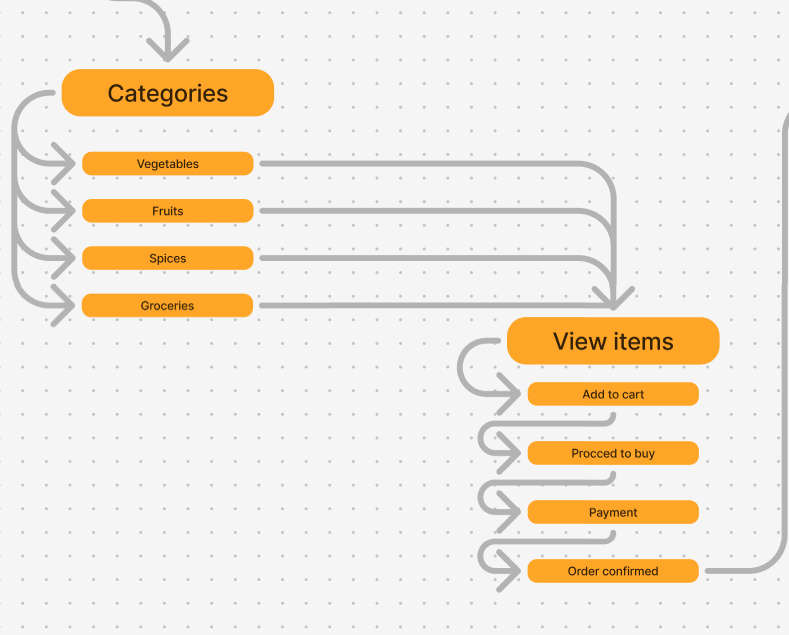 Categories
Vegetables
Fruits
Spices
Groceries
View items
Add to cart
Procced to buy
Payment
Order confirmed